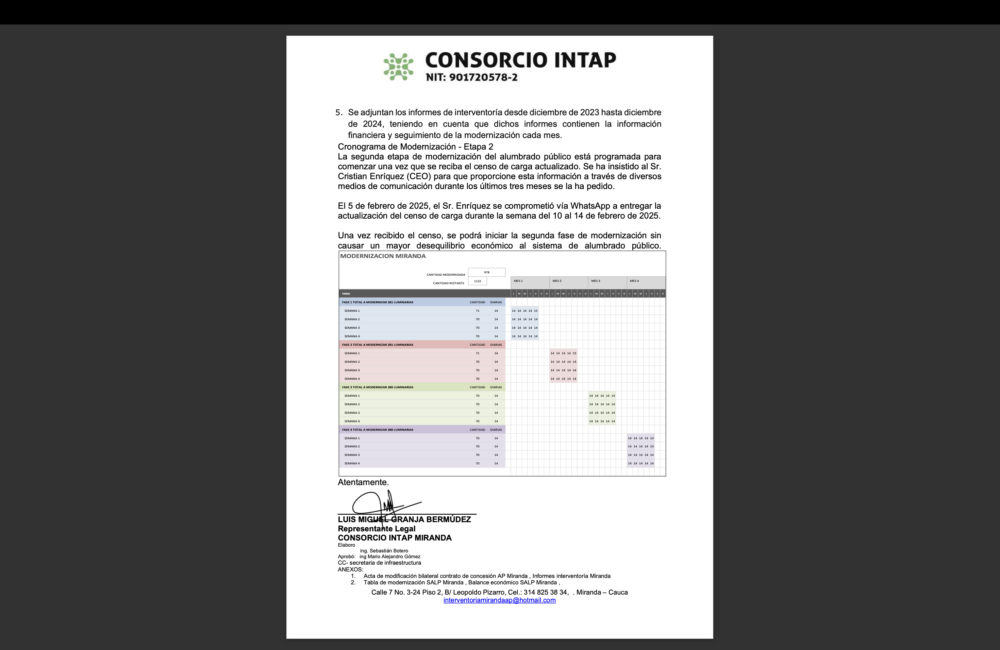 CONSORCIO INTAP
NIT: 901720578-2
5. Se adjuntan los informes de interventoría desde diciembre de 2023 hasta diciembre
de 2024, teniendo en cuenta que dichos informes contienen la información
financiera y seguimiento de la modernización cada mes.
Cronograma de Modernización - Etapa 2
La segunda etapa de modernización del alumbrado público está programada para
comenzar una vez que se reciba el censo de carga actualizado. Se ha insistido al Sr.
Cristian Enríquez (CEO) para que proporcione esta información a través de diversos
medios de comunicación durante los últimos tres meses se la ha pedido.
El 5 de febrero de 2025, el Sr. Enríquez se comprometió vía WhatsApp a entregar la
actualización del censo de carga durante la semana del 10 al 14 de febrero de 2025.
Una vez recibido el censo, se podrá iniciar la segunda fase de modernización sin
causar un mayor desequilibrio económico al sistema de alumbrado público.
MODERNIZACION MIRANDA
CANTIDAD MODERNIZADA 978
CANTIDAD RESTANTE 1122 MES 1 MES 2 MES 3 MES 4
TAREA L M M J V S D L M M J V S D L M M J V S D L M M J V S D
FASE 1 TOTAL A MODERNIZAR 281 LUMINARIAS CANTIDAD DIARIAS
SEMANA 1 71 14 14 14 14 14 15
SEMANA 2 70 14 14 14 14 14 14
SEMANA 3 70 14 14 14 14 14 14
SEMANA 4 70 14 14 14 14 14 14
FASE 2 TOTAL A MODERNIZAR 281 LUMINARIAS CANTIDAD DIARIAS
SEMANA 1 71 14 14 14 14 14 15
SEMANA 2 70 14 14 14 14 14 14
SEMANA 3 70 14 14 14 14 14 14
SEMANA 4 70 14 14 14 14 14 14
FASE 3 TOTAL A MODERNIZAR 280 LUMINARIAS CANTIDAD DIARIAS
SEMANA 1 70 14 14 14 14 14 14
SEMANA 2 70 14 14 14 14 14 14
SEMANA 3 70 14 14 14 14 14 14
SEMANA 4 70 14 14 14 14 14 14
FASE 4 TOTAL A MODERNIZAR 280 LUMINARIAS CANTIDAD DIARIAS
SEMANA 1 70 14 14 14 14 14 14
SEMANA 2 70 14 14 14 14 14 14
SEMANA 3 70 14 14 14 14 14 14
SEMANA 4 70 14 14 14 14 14 14
Atentamente.
LUIS MIGUEL GRANJA BERMÚDEZ
Representante Legal
CONSORCIO INTAP MIRANDA
Elaboro
ing. Sebastián Botero
Aprobó: ing Mario Alejandro Gómez
CC- secretaria de infraestructura
ANEXOS:
1. Acta de modificación bilateral contrato de concesión AP Miranda , Informes interventoría Miranda
2. Tabla de modernización SALP Miranda , Balance económico SALP Miranda ,
Calle 7 No. 3-24 Piso 2, B/ Leopoldo Pizarro, Cel.: 314 825 38 34, . Miranda – Cauca
interventoriamirandaap@hotmail.com